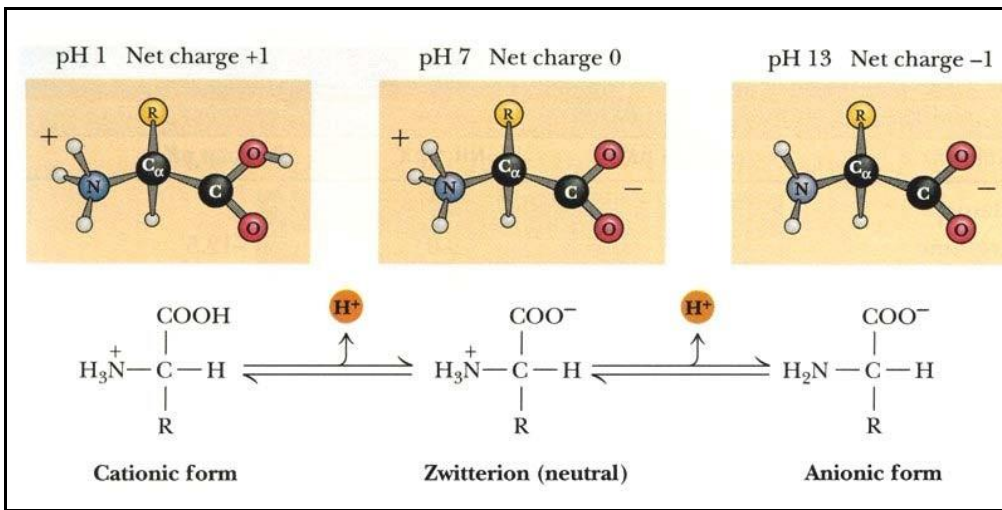 pH 1 Net charge +1
pH 7 Net charge 0
pH 13 Net charge –1
+
R
N
Cα
C
O
O
+
R
N
Cα
C
O
O
–
R
N
Cα
C
O
O
–
COOH
H₃N⁺—C—H
R
H⁺
COO⁻
H₃N⁺—C—H
R
H⁺
COO⁻
H₂N—C—H
R
Cationic form
Zwitterion (neutral)
Anionic form